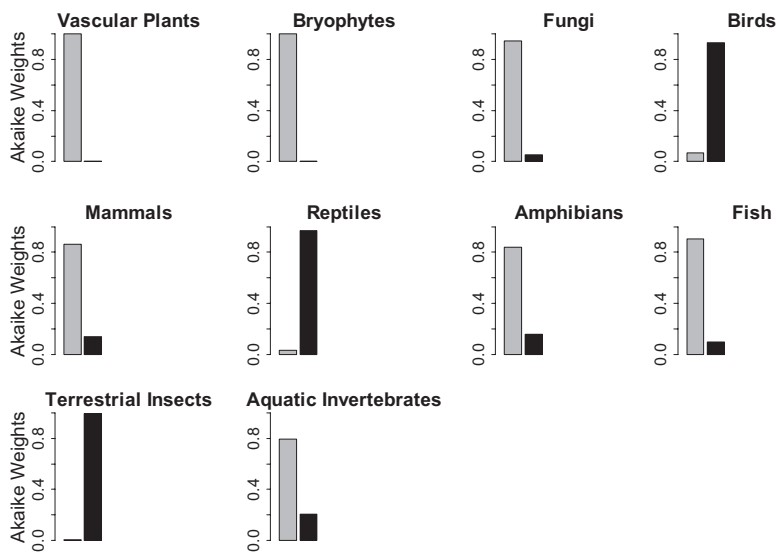 Vascular Plants Bryophytes Fungi Birds
Akaike Weights 0.0 0.4 0.8 0.0 0.4 0.8 0.0 0.4 0.8 0.0 0.4 0.8
Mammals Reptiles Amphibians Fish
Akaike Weights 0.0 0.4 0.8 0.0 0.4 0.8 0.0 0.4 0.8 0.0 0.4 0.8
Terrestrial Insects Aquatic Invertebrates
Akaike Weights 0.0 0.4 0.8 0.0 0.4 0.8